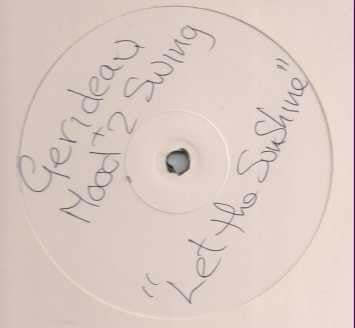 Gerideau
Mood + 2 Swing
"Let the Sunshine"